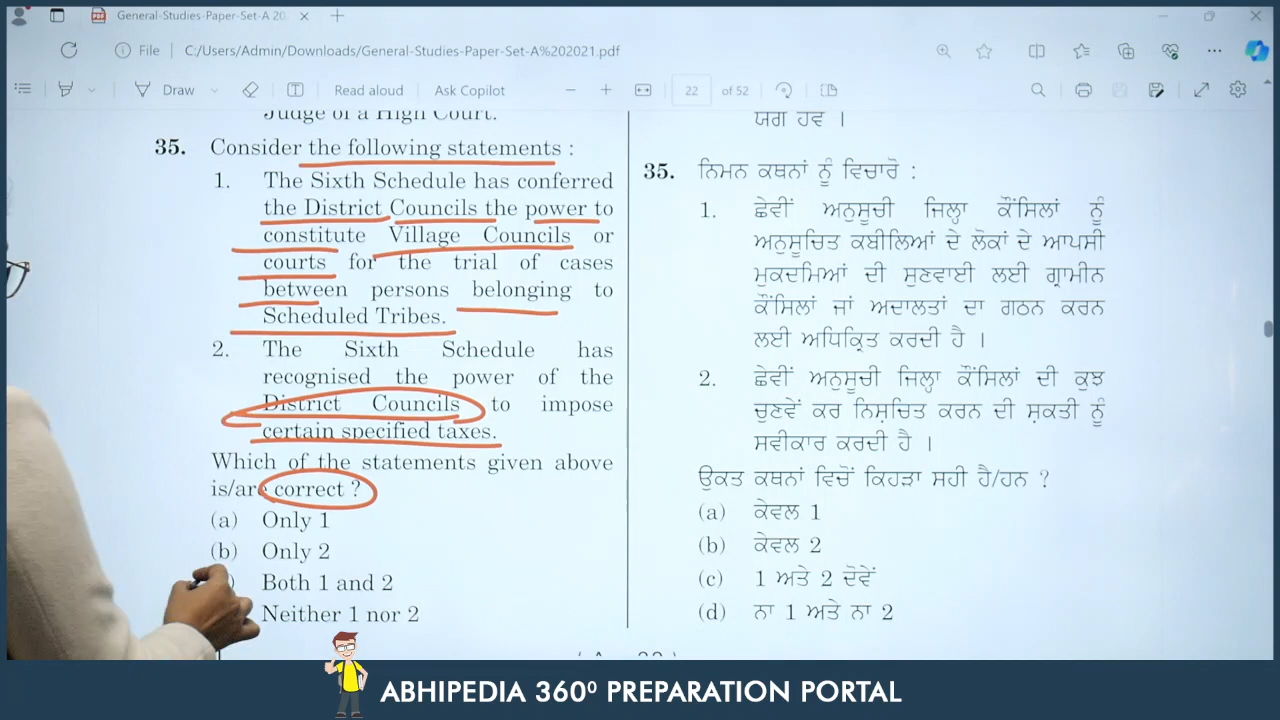 General-Studies-Paper-Set-A 20
File
C:/Users/Admin/Downloads/General-Studies-Paper-Set-A%202021.pdf
Draw
Read aloud
Ask Copilot
22
of 52
Judge of a High Court.
35. Consider the following statements :
1. The Sixth Schedule has conferred
the District Councils the power to
constitute Village Councils or
courts for the trial of cases
between persons belonging to
Scheduled Tribes.
2. The Sixth Schedule has
recognised the power of the
District Councils to impose
certain specified taxes.
Which of the statements given above
is/are correct ?
(a) Only 1
(b) Only 2
Both 1 and 2
Neither 1 nor 2
35. ਨਿਮਨ ਕਥਨਾਂ ਨੂੰ ਵਿਚਾਰੋ :
1. ਛੇਵੀਂ ਅਨੁਸੂਚੀ ਜਿਲ੍ਹਾ ਕੌਂਸਿਲਾਂ ਨੂੰ
ਅਨੁਸੂਚਿਤ ਕਬੀਲਿਆਂ ਦੇ ਲੋਕਾਂ ਦੇ ਆਪਸੀ
ਮੁਕਦਮਿਆਂ ਦੀ ਸੁਣਵਾਈ ਲਈ ਗ੍ਰਾਮੀਨ
ਕੌਂਸਿਲਾਂ ਜਾਂ ਅਦਾਲਤਾਂ ਦਾ ਗਠਨ ਕਰਨ
ਲਈ ਅਧਿਕ੍ਰਿਤ ਕਰਦੀ ਹੈ ।
2. ਛੇਵੀਂ ਅਨੁਸੂਚੀ ਜਿਲ੍ਹਾ ਕੌਂਸਿਲਾਂ ਦੀ ਕੁਝ
ਚੁਣਵੇਂ ਕਰ ਨਿਸ਼ਚਿਤ ਕਰਨ ਦੀ ਸ਼ਕਤੀ ਨੂੰ
ਸਵੀਕਾਰ ਕਰਦੀ ਹੈ ।
ਉਕਤ ਕਥਨਾਂ ਵਿਚੋਂ ਕਿਹੜਾ ਸਹੀ ਹੈ/ਹਨ ?
(a) ਕੇਵਲ 1
(b) ਕੇਵਲ 2
(c) 1 ਅਤੇ 2 ਦੋਵੇਂ
(d) ਨਾ 1 ਅਤੇ ਨਾ 2
ABHIPEDIA 360⁰ PREPARATION PORTAL